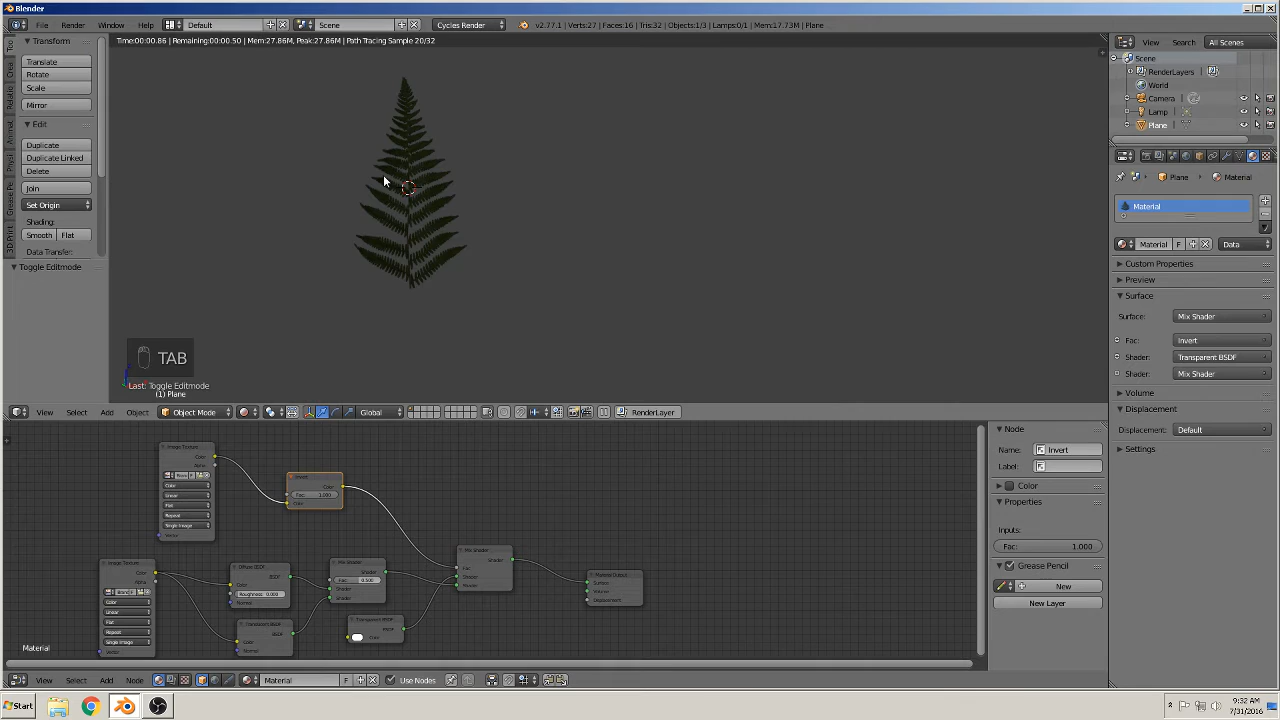 Blender
File Render Window Help Default Scene Cycles Render v2.77.1 | Verts:27 | Faces:16 | Tris:32 | Objects:1/3 | Lamps:0/1 | Mem:17.73M | Plane
Time:00:00.86 | Remaining:00:00.50 | Mem:27.86M, Peak:27.86M | Path Tracing Sample 20/32
Transform
Translate
Rotate
Scale
Mirror
Edit
Duplicate
Duplicate Linked
Delete
Join
Set Origin
Shading:
Smooth Flat
Data Transfer:
Toggle Editmode
TAB
Last: Toggle Editmode
(1) Plane
View Select Add Object Object Mode Global RenderLayer
View Search All Scenes
Scene
RenderLayers
World
Camera
Lamp
Plane
Plane Material
Material
Material F Data
Custom Properties
Preview
Surface
Surface: Mix Shader
Fac: Invert
Shader: Transparent BSDF
Shader: Mix Shader
Volume
Displacement
Displacement: Default
Settings
Image Texture
Color
Alpha
Color
Linear
Flat
Repeat
Single Image
Vector
Invert
Color
Fac: 1.000
Color
Image Texture
Color
Alpha
Color
Linear
Flat
Repeat
Single Image
Vector
Diffuse BSDF
BSDF
Color
Roughness: 0.000
Normal
Translucent BSDF
BSDF
Color
Normal
Mix Shader
Shader
Fac: 0.500
Shader
Shader
Transparent BSDF
BSDF
Color
Mix Shader
Shader
Fac
Shader
Shader
Material Output
Surface
Volume
Displacement
Material
Node
Name: Invert
Label:
Color
Properties
Inputs:
Fac: 1.000
Grease Pencil
New
New Layer
View Select Add Node Material F Use Nodes
Start
9:32 AM
7/31/2016